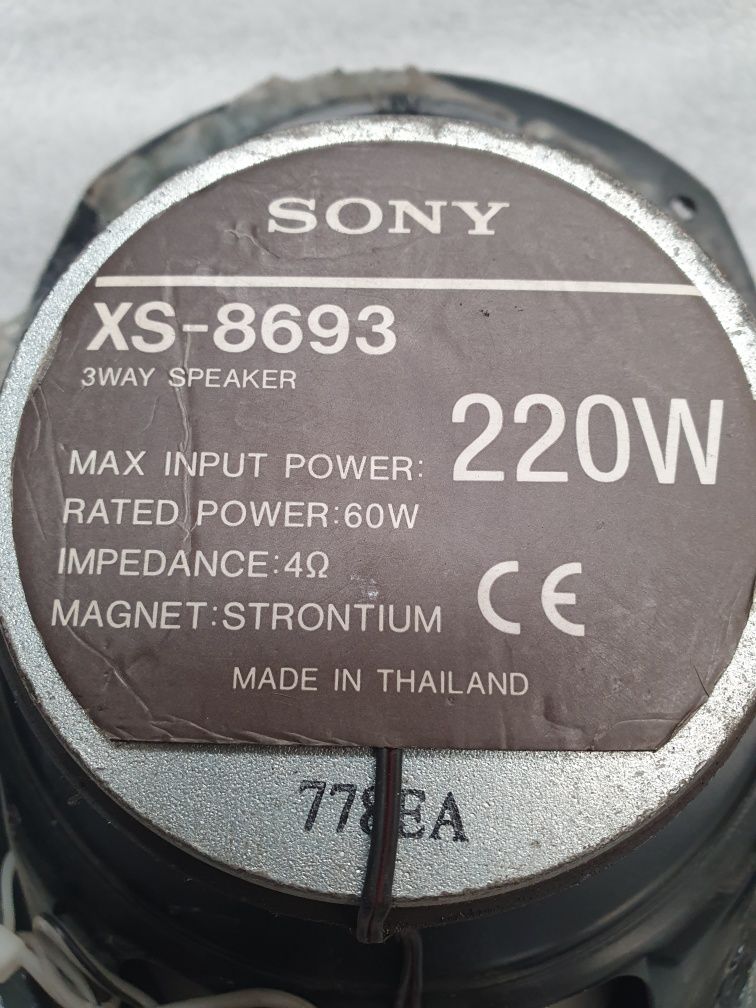 SONY
XS-8693
3WAY SPEAKER
MAX INPUT POWER: 220W
RATED POWER:60W
IMPEDANCE:4Ω
MAGNET:STRONTIUM
CE
MADE IN THAILAND
778EA